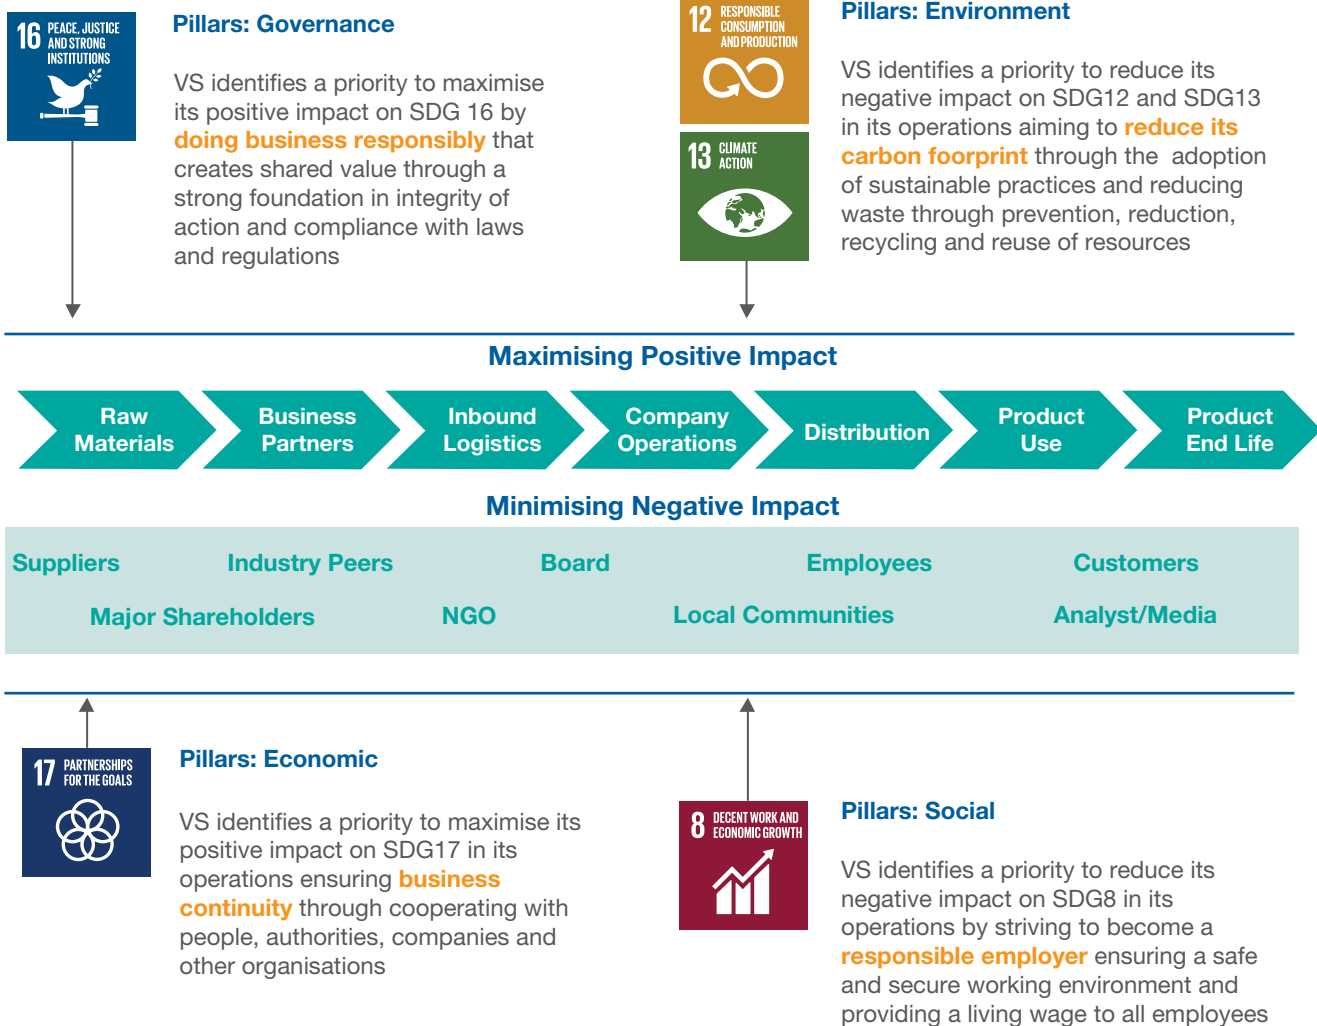 16 PEACE, JUSTICE
AND STRONG
INSTITUTIONS
Pillars: Governance
VS identifies a priority to maximise
its positive impact on SDG 16 by
doing business responsibly that
creates shared value through a
strong foundation in integrity of
action and compliance with laws
and regulations
12 RESPONSIBLE
CONSUMPTION
AND PRODUCTION
13 CLIMATE
ACTION
Pillars: Environment
VS identifies a priority to reduce its
negative impact on SDG12 and SDG13
in its operations aiming to reduce its
carbon foorprint through the adoption
of sustainable practices and reducing
waste through prevention, reduction,
recycling and reuse of resources
Maximising Positive Impact
Raw
Materials
Business
Partners
Inbound
Logistics
Company
Operations
Distribution
Product
Use
Product
End Life
Minimising Negative Impact
Suppliers
Industry Peers
Board
Employees
Customers
Major Shareholders
NGO
Local Communities
Analyst/Media
17 PARTNERSHIPS
FOR THE GOALS
Pillars: Economic
VS identifies a priority to maximise its
positive impact on SDG17 in its
operations ensuring business
continuity through cooperating with
people, authorities, companies and
other organisations
8 DECENT WORK AND
ECONOMIC GROWTH
Pillars: Social
VS identifies a priority to reduce its
negative impact on SDG8 in its
operations by striving to become a
responsible employer ensuring a safe
and secure working environment and
providing a living wage to all employees